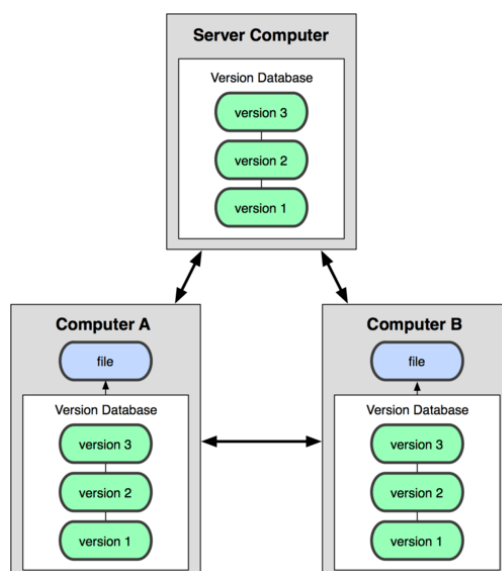 Server Computer
Version Database
version 3
version 2
version 1
Computer A
file
Version Database
version 3
version 2
version 1
Computer B
file
Version Database
version 3
version 2
version 1